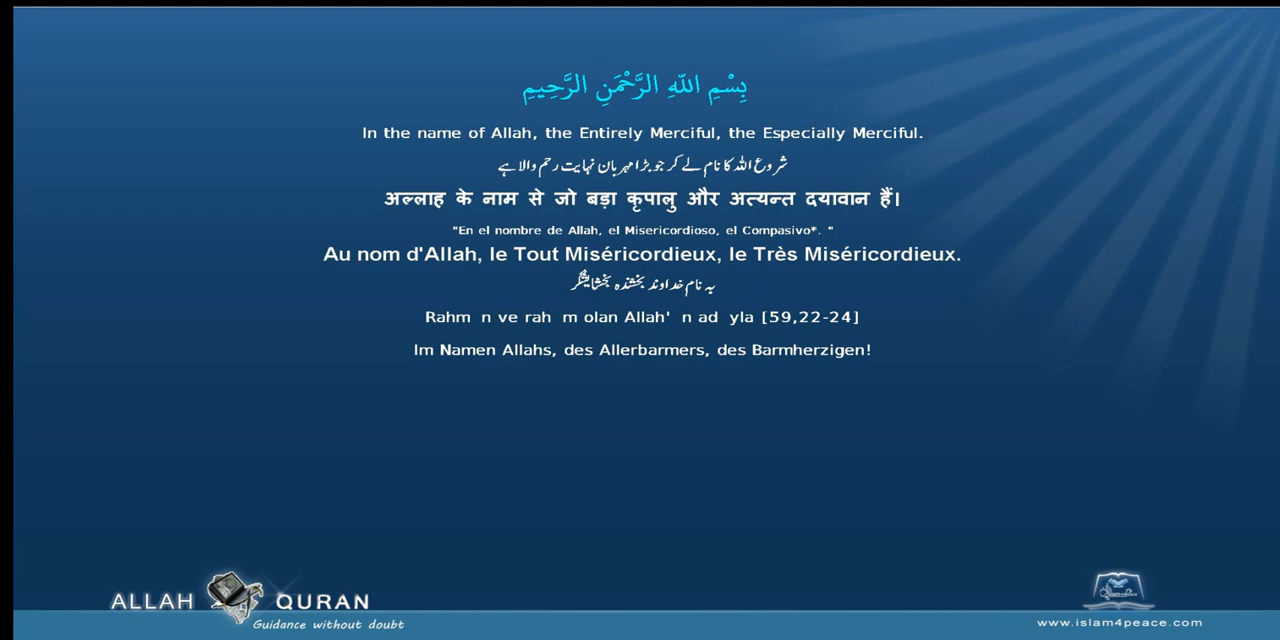 بِسْمِ اللّهِ الرَّحْمَنِ الرَّحِيمِ
In the name of Allah, the Entirely Merciful, the Especially Merciful.
شروع اللہ کا نام لے کر جو بڑا مہربان نہایت رحم والا ہے
अल्लाह के नाम से जो बड़ा कृपालु और अत्यन्त दयावान हैं।
"En el nombre de Allah, el Misericordioso, el Compasivo*. "
Au nom d'Allah, le Tout Miséricordieux, le Très Miséricordieux.
به نام خداوند بخشنده بخشایشگر
Rahm n ve rah m olan Allah' n ad yla [59,22-24]
Im Namen Allahs, des Allerbarmers, des Barmherzigen!
ALLAH QURAN
Guidance without doubt
www.islam4peace.com